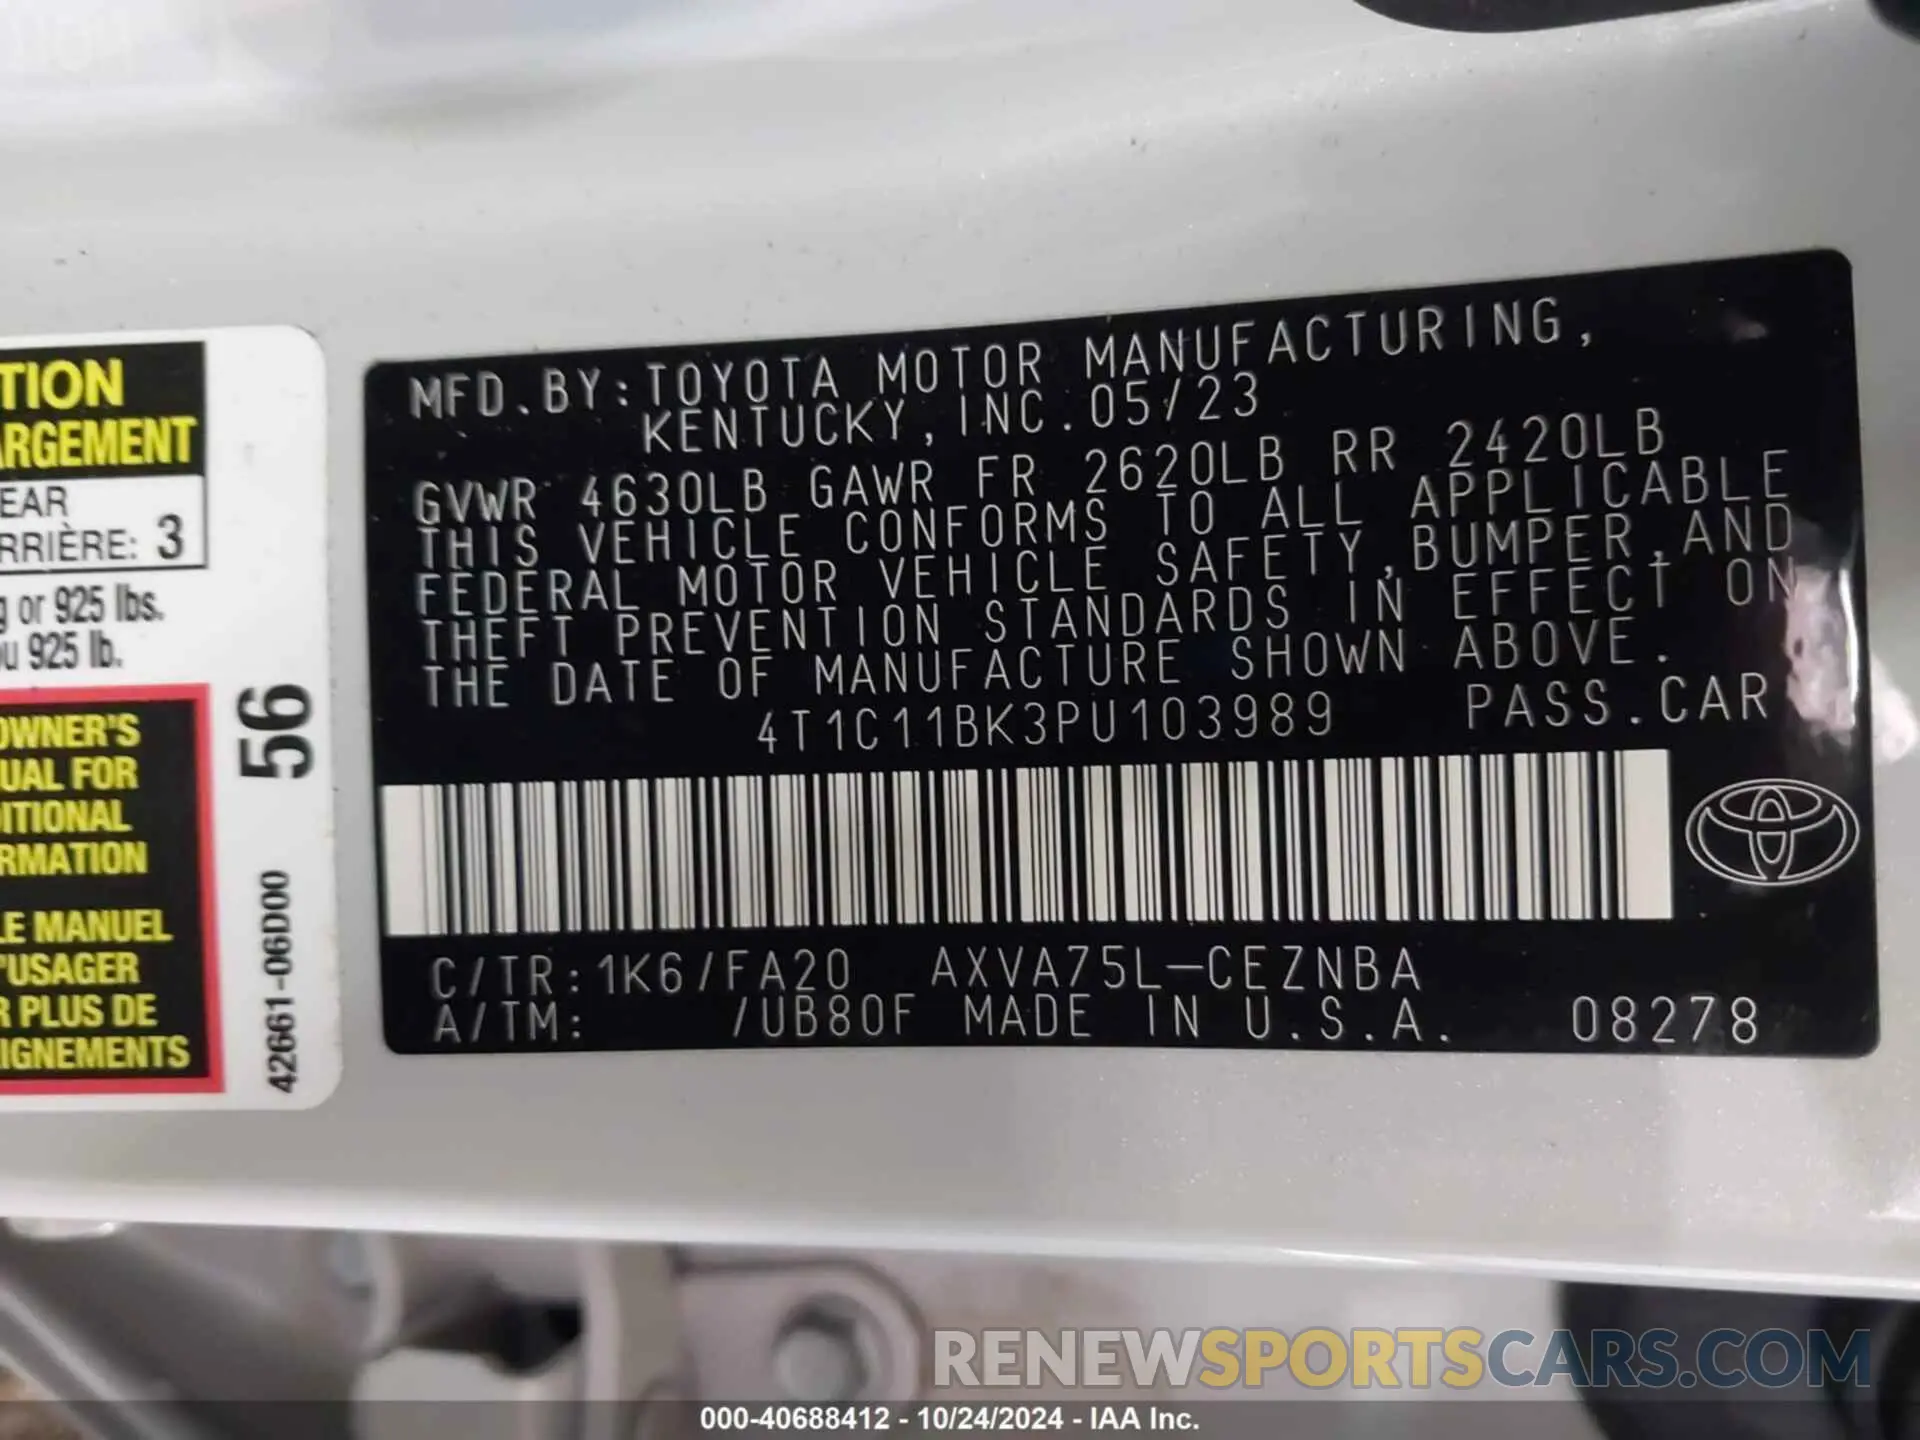 TION
ARGEMENT
EAR
RRIÈRE: 3
g or 925 lbs.
ou 925 lb.
OWNER'S
UAL FOR
DITIONAL
RMATION
LE MANUEL
D'USAGER
R PLUS DE
EIGNEMENTS
56
42661-06D00
MFD.BY:TOYOTA MOTOR MANUFACTURING,
KENTUCKY, INC.05/23
GVWR 4630LB GAWR FR 2620LB RR 2420LB
THIS VEHICLE CONFORMS TO ALL APPLICABLE
FEDERAL MOTOR VEHICLE SAFETY,BUMPER,AND
THEFT PREVENTION STANDARDS IN EFFECT ON
THE DATE OF MANUFACTURE SHOWN ABOVE.
4T1C11BK3PU103989 PASS.CAR
C/TR:1K6/FA20 AXVA75L-CEZNBA
A/TM: /UB80F MADE IN U.S.A. 08278
RENEWSPORTSCARS.COM
000-40688412 - 10/24/2024 - IAA Inc.